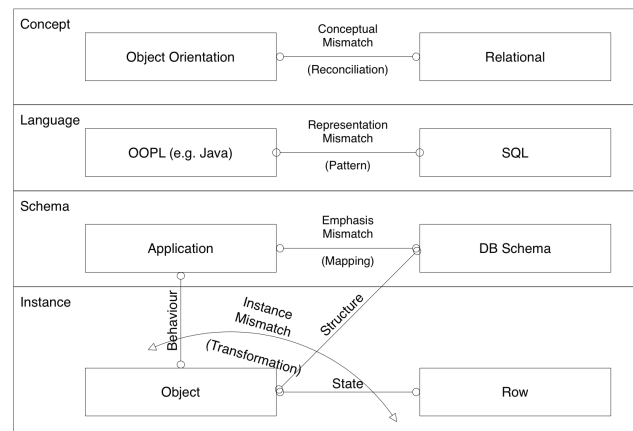 Concept
Conceptual
Mismatch
Object Orientation
(Reconciliation)
Relational
Language
Representation
Mismatch
OOPL (e.g. Java)
(Pattern)
SQL
Schema
Emphasis
Mismatch
Application
(Mapping)
DB Schema
Instance
Behaviour
Instance
Mismatch
(Transformation)
Structure
Object
State
Row